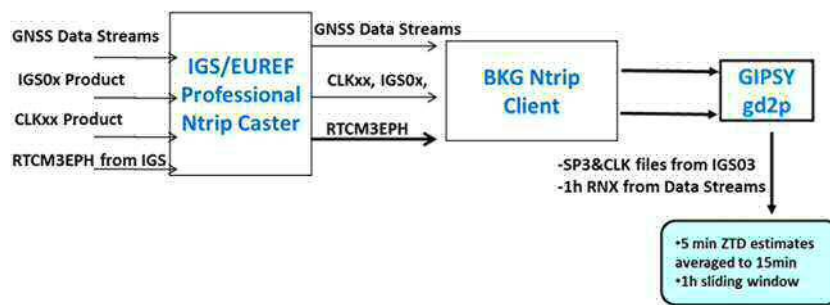 GNSS Data Streams
IGS0x Product
CLKxx Product
RTCM3EPH from IGS
IGS/EUREF
Professional
Ntrip Caster
GNSS Data Streams
CLKxx, IGS0x,
RTCM3EPH
BKG Ntrip
Client
GIPSY
gd2p
-SP3&CLK files from IGS03
-1h RNX from Data Streams
•5 min ZTD estimates
averaged to 15min
•1h sliding window